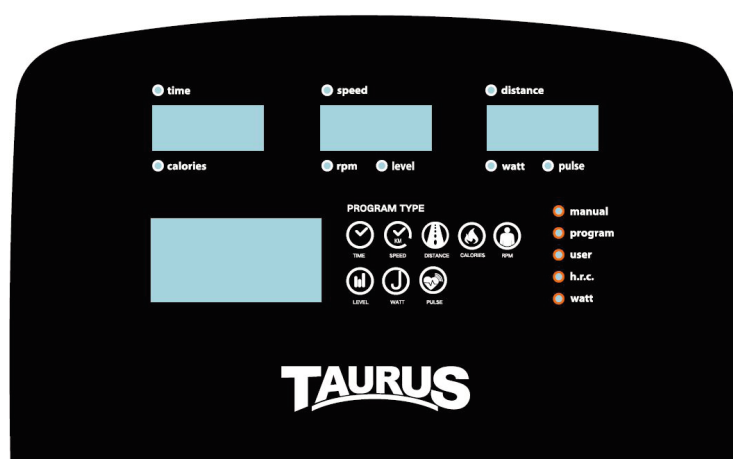 time
speed
distance
calories
rpm level
watt pulse
PROGRAM TYPE
KM
TIME SPEED DISTANCE CALORIES RPM
LEVEL WATT PULSE
manual
program
user
h.r.c.
watt
TAURUS